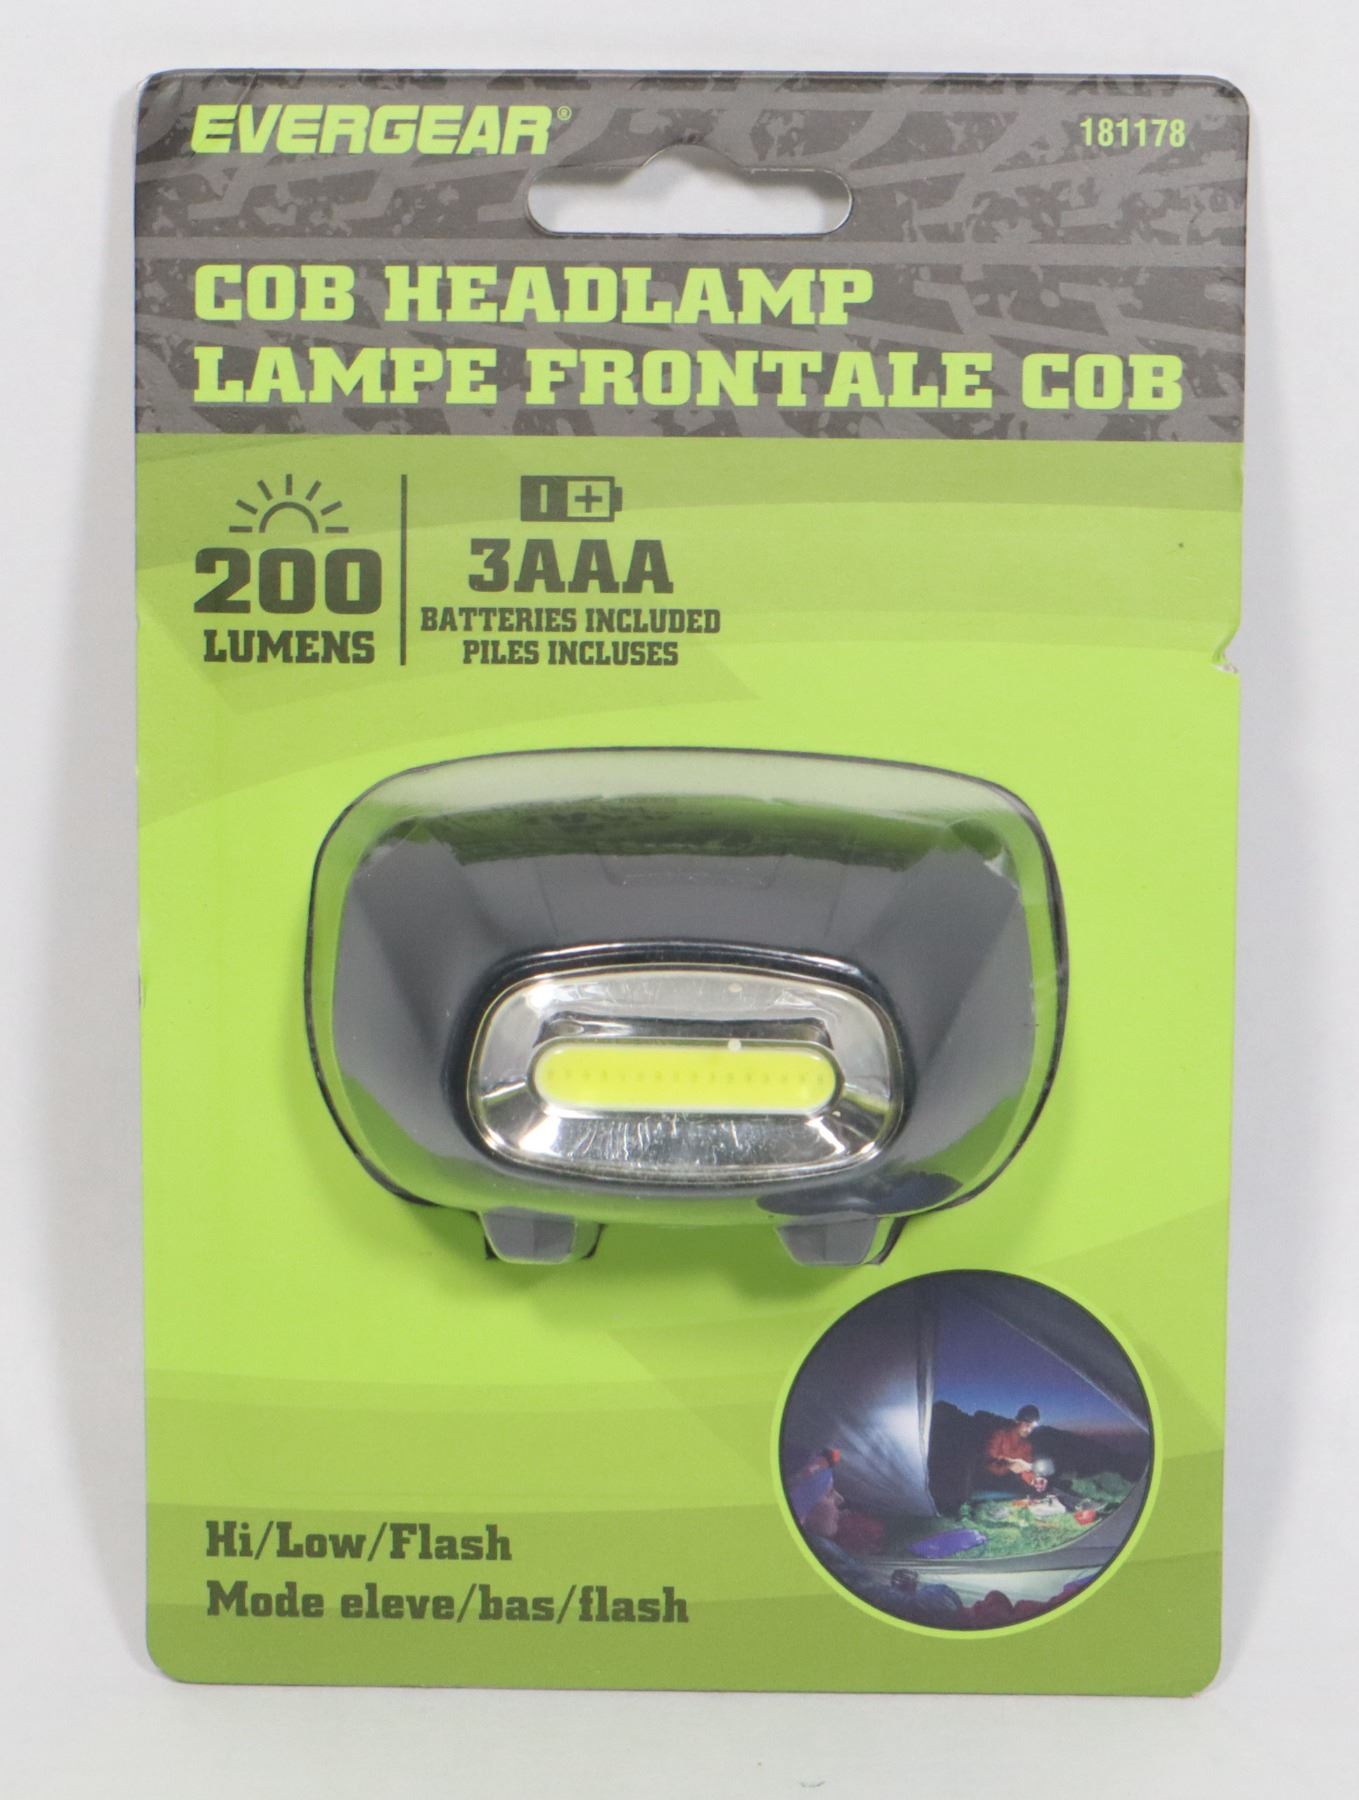 EVERGEAR®
181178
COB HEADLAMP
LAMPE FRONTALE COB
200
LUMENS
3AAA
BATTERIES INCLUDED
PILES INCLUSES
Hi/Low/Flash
Mode eleve/bas/flash